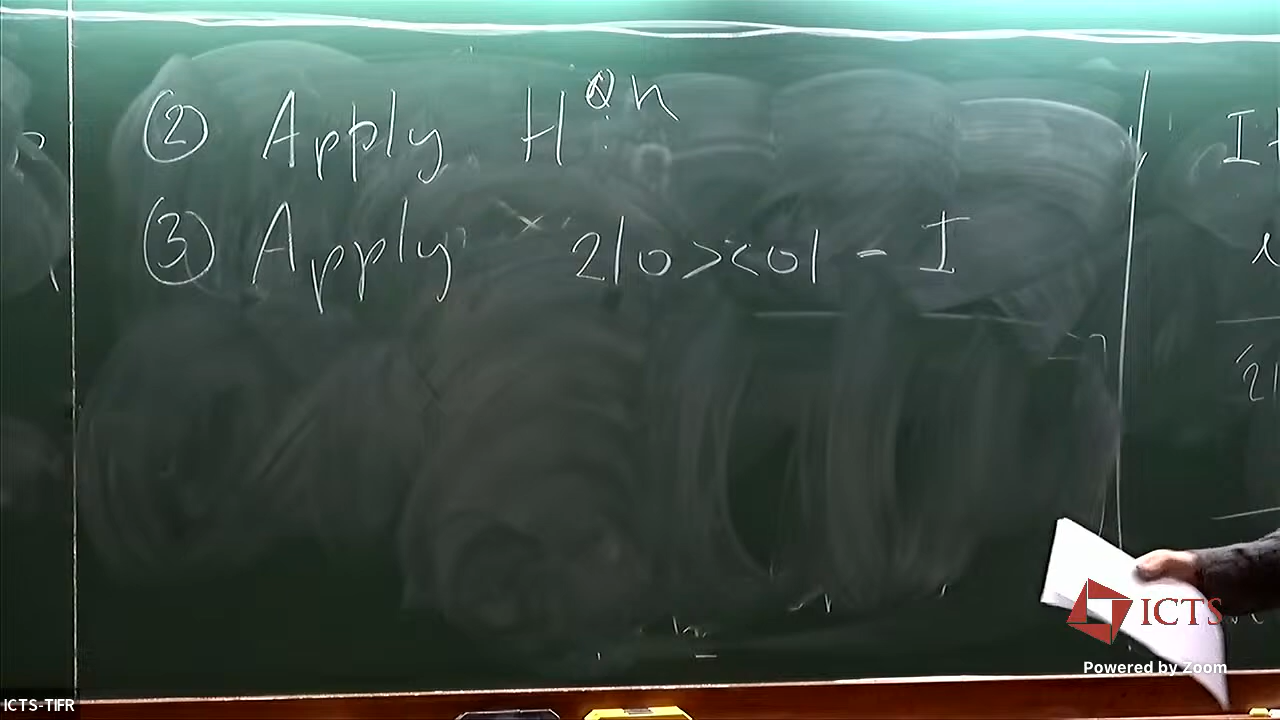 ② Apply H^⊗n
③ Apply 2|0><0| - I
ICTS
Powered by Zoom
ICTS-TIFR